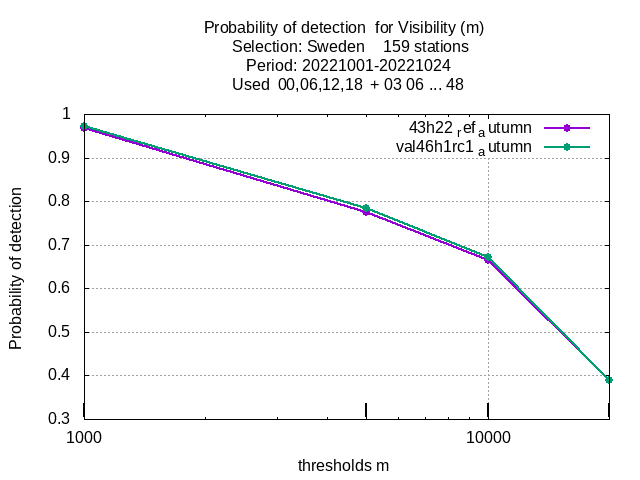 Probability of detection  for Visibility (m)
Selection: Sweden    159 stations
Period: 20221001-20221024
Used  00,06,12,18  + 03 06 ... 48
43h22 ref a utumn
val46h1rc1 a utumn
1
0.9
0.8
0.7
0.6
0.5
0.4
0.3
Probability of detection
1000
10000
thresholds m